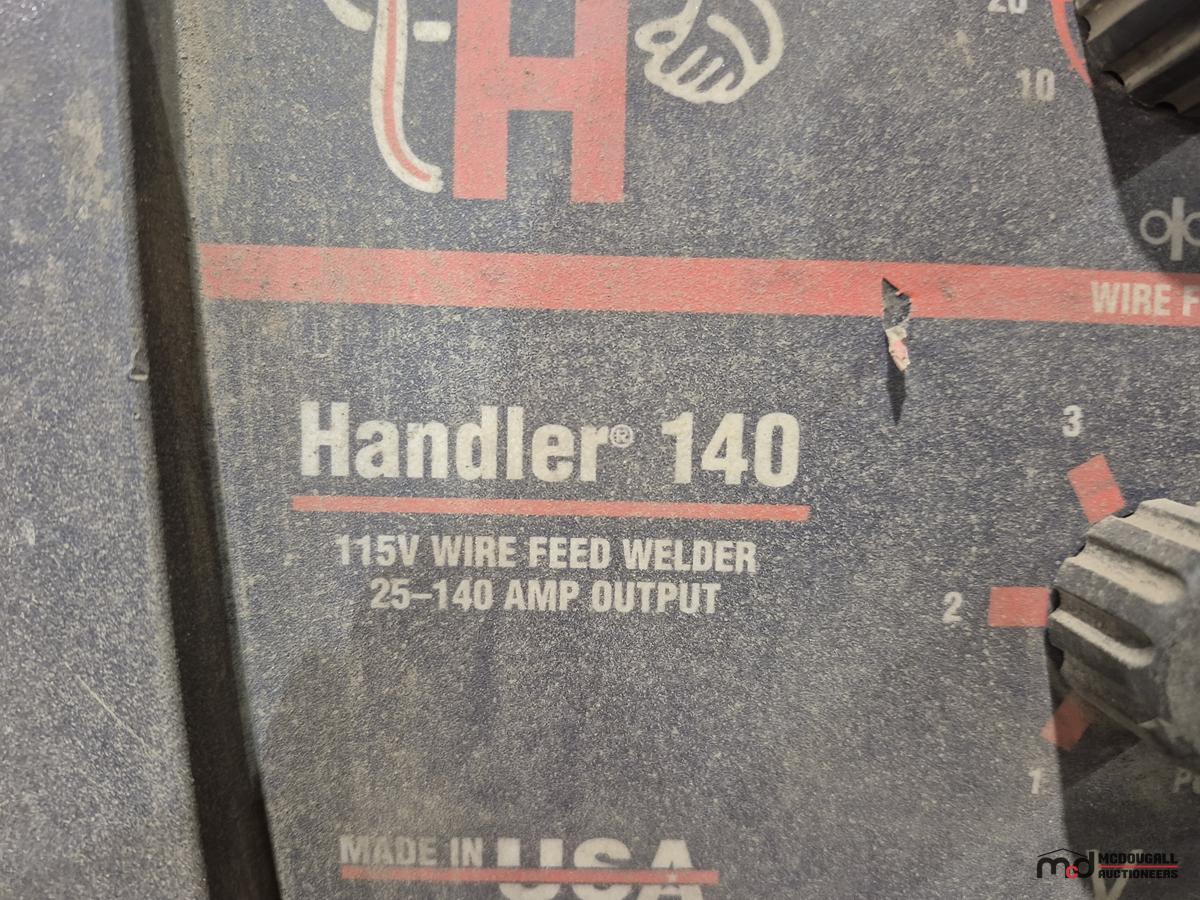 H
20
10
WIRE F
Handler® 140
3
115V WIRE FEED WELDER
25–140 AMP OUTPUT
2
1
MADE IN USA
V
mcd MCDOUGALL
AUCTIONEERS